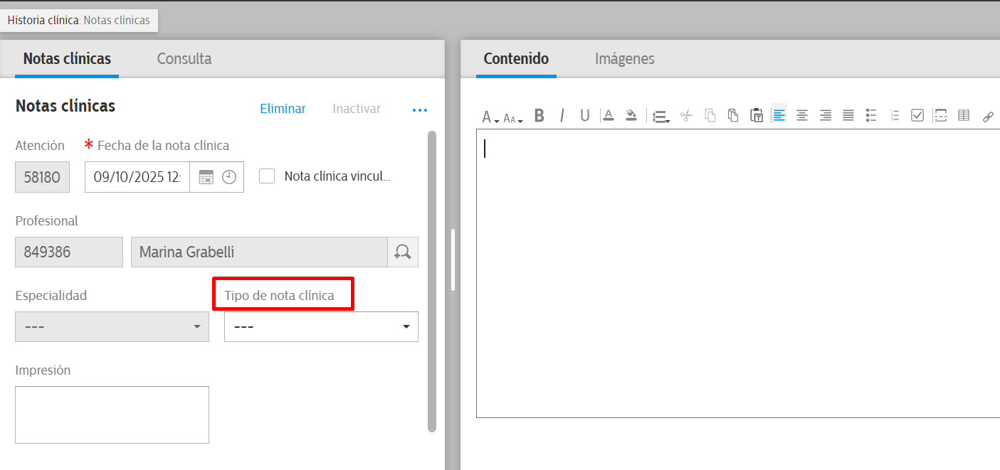 Historia clínica: Notas clínicas
Notas clínicas Consulta
Notas clínicas Eliminar Inactivar ...
Atención * Fecha de la nota clínica
58180 09/10/2025 12: Nota clínica vincul...
Profesional
849386 Marina Grabelli
Especialidad Tipo de nota clínica
--- ---
Impresión
Contenido Imágenes
A AA B I U A